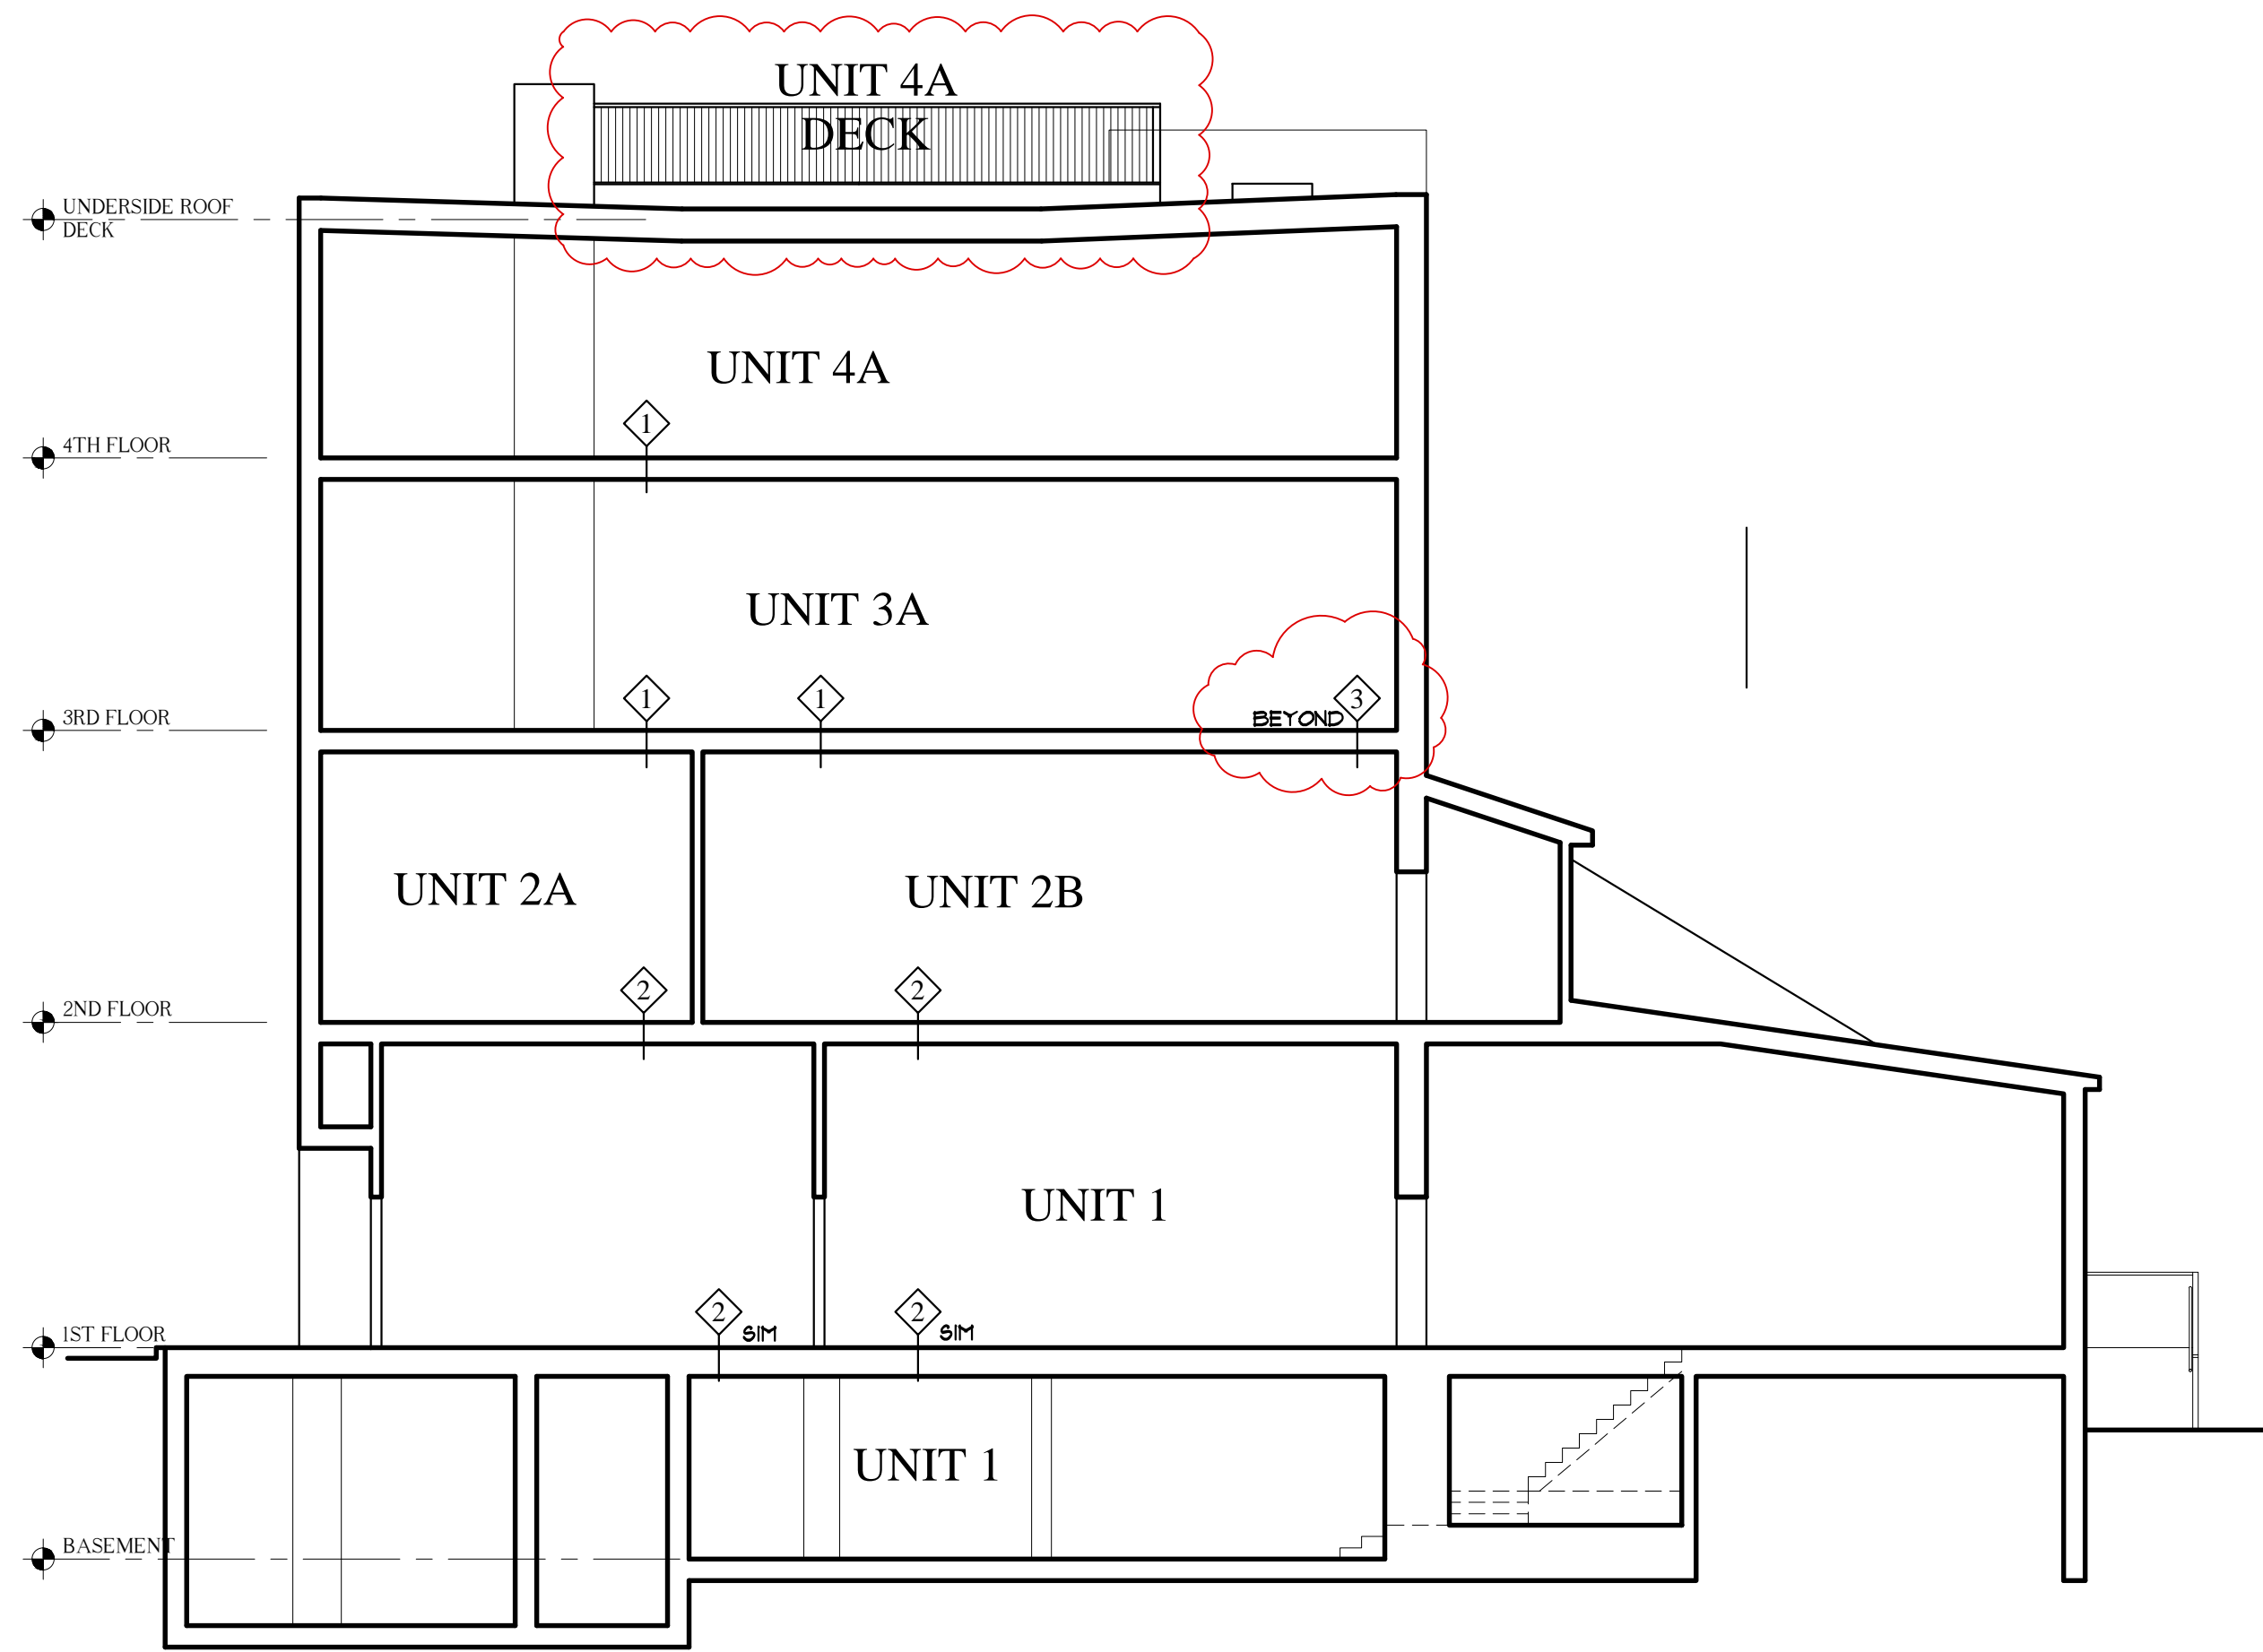 UNIT 4A
DECK
UNDERSIDE ROOF
DECK
UNIT 4A
1
4TH FLOOR
UNIT 3A
1
1
BEYOND
3
3RD FLOOR
UNIT 2A
UNIT 2B
2
2
2ND FLOOR
UNIT 1
2
SIM
2
SIM
1ST FLOOR
UNIT 1
BASEMENT